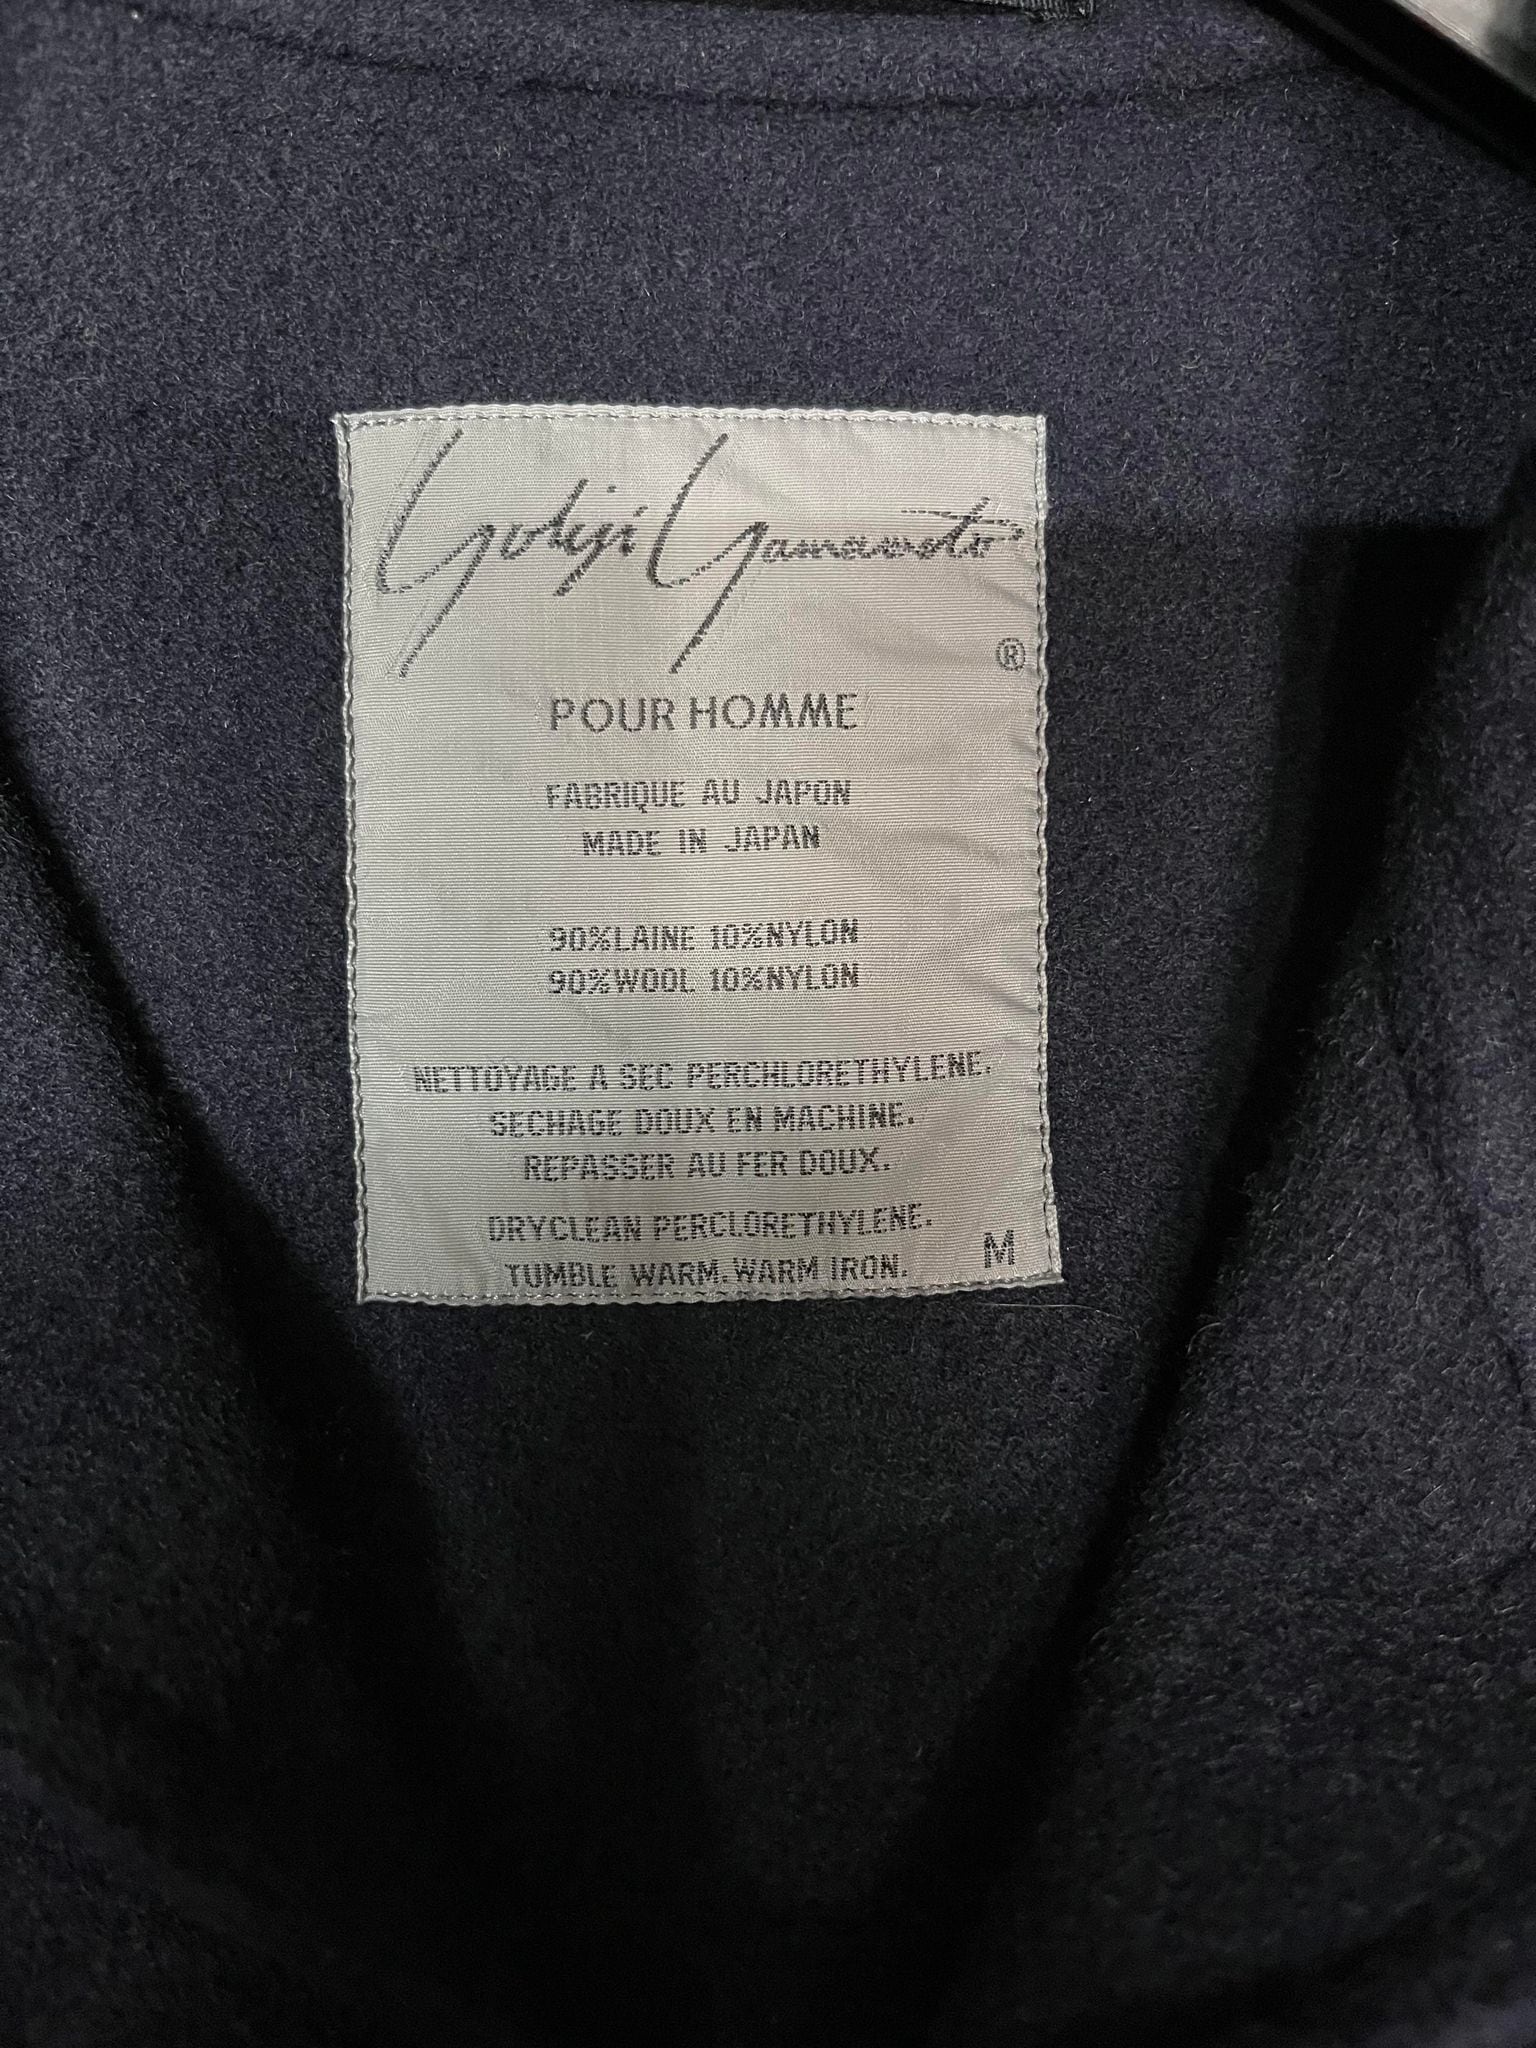 Yohji Yamamoto
®
POUR HOMME
FABRIQUE AU JAPON
MADE IN JAPAN
90%LAINE 10%NYLON
90%WOOL 10%NYLON
NETTOYAGE A SEC PERCHLORETHYLENE.
SECHAGE DOUX EN MACHINE.
REPASSER AU FER DOUX.
DRYCLEAN PERCLORETHYLENE.
TUMBLE WARM.WARM IRON.
M